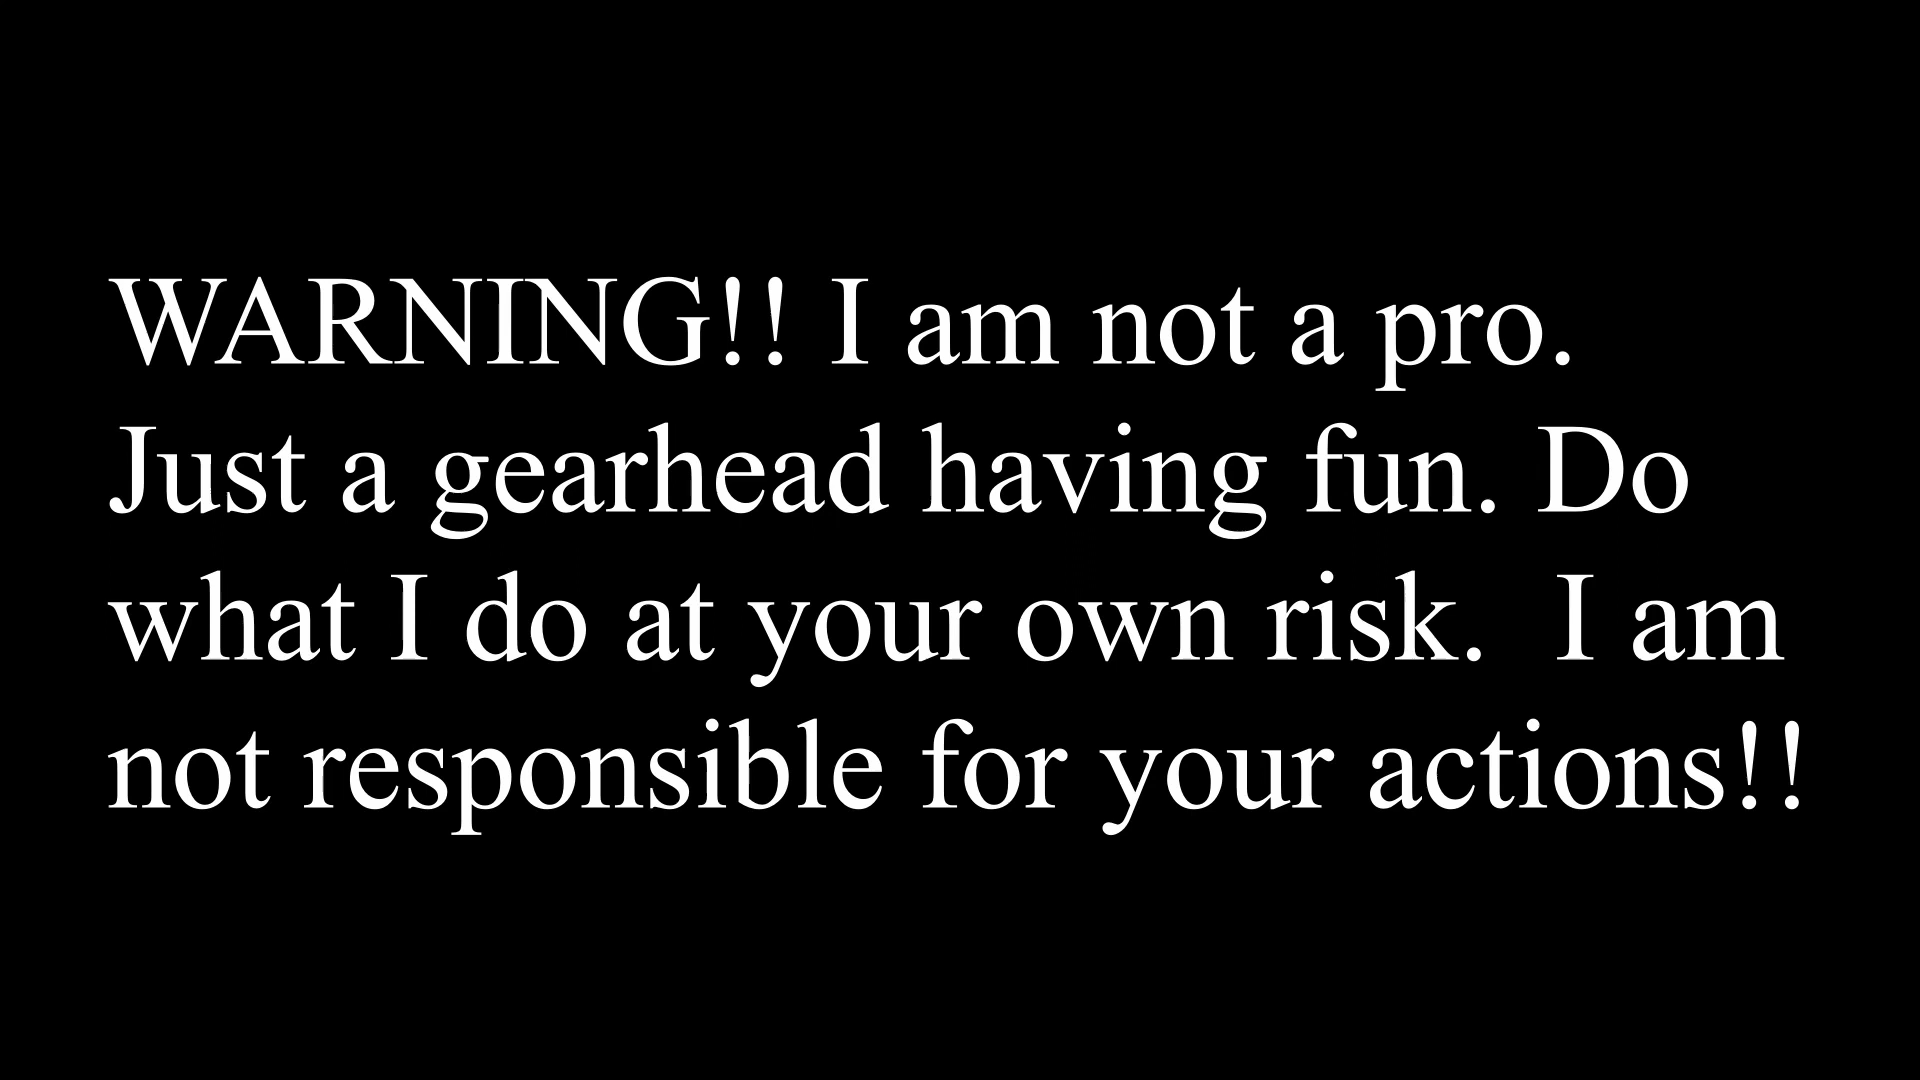 WARNING!! I am not a pro.
Just a gearhead having fun. Do
what I do at your own risk.  I am
not responsible for your actions!!